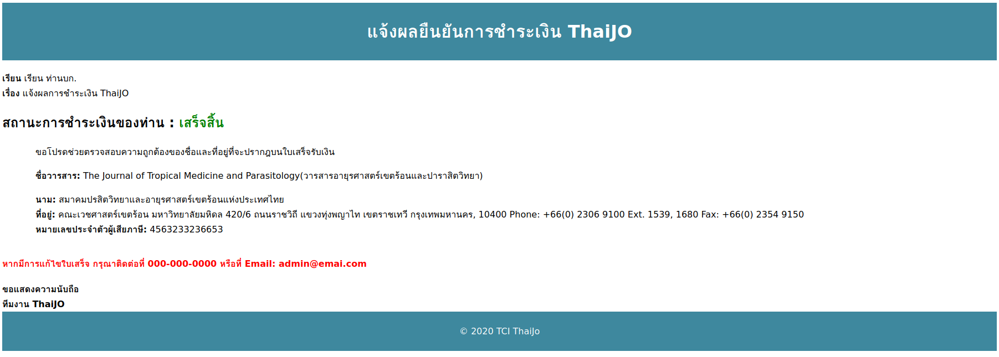 แจ้งผลยืนยันการชำระเงิน ThaiJO
เรียน เรียน ท่านบก.
เรื่อง แจ้งผลการชำระเงิน ThaiJO
สถานะการชำระเงินของท่าน : เสร็จสิ้น
ขอโปรดช่วยตรวจสอบความถูกต้องของชื่อและที่อยู่ที่จะปรากฎบนใบเสร็จรับเงิน
ชื่อวารสาร: The Journal of Tropical Medicine and Parasitology(วารสารอายุรศาสตร์เขตร้อนและปาราสิตวิทยา)
นาม: สมาคมปรสิตวิทยาและอายุรศาสตร์เขตร้อนแห่งประเทศไทย
ที่อยู่: คณะเวชศาสตร์เขตร้อน มหาวิทยาลัยมหิดล 420/6 ถนนราชวิถี แขวงทุ่งพญาไท เขตราชเทวี กรุงเทพมหานคร, 10400 Phone: +66(0) 2306 9100 Ext. 1539, 1680 Fax: +66(0) 2354 9150
หมายเลขประจำตัวผู้เสียภาษี: 4563233236653
หากมีการแก้ไขใบเสร็จ กรุณาติดต่อที่ 000-000-0000 หรือที่ Email: admin@emai.com
ขอแสดงความนับถือ
ทีมงาน ThaiJO
© 2020 TCI ThaiJo